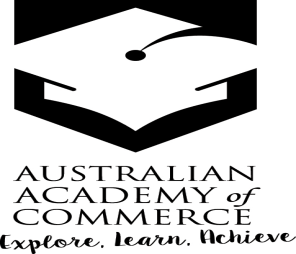 AUSTRALIAN
ACADEMY of
COMMERCE
Explore. Learn. Achieve